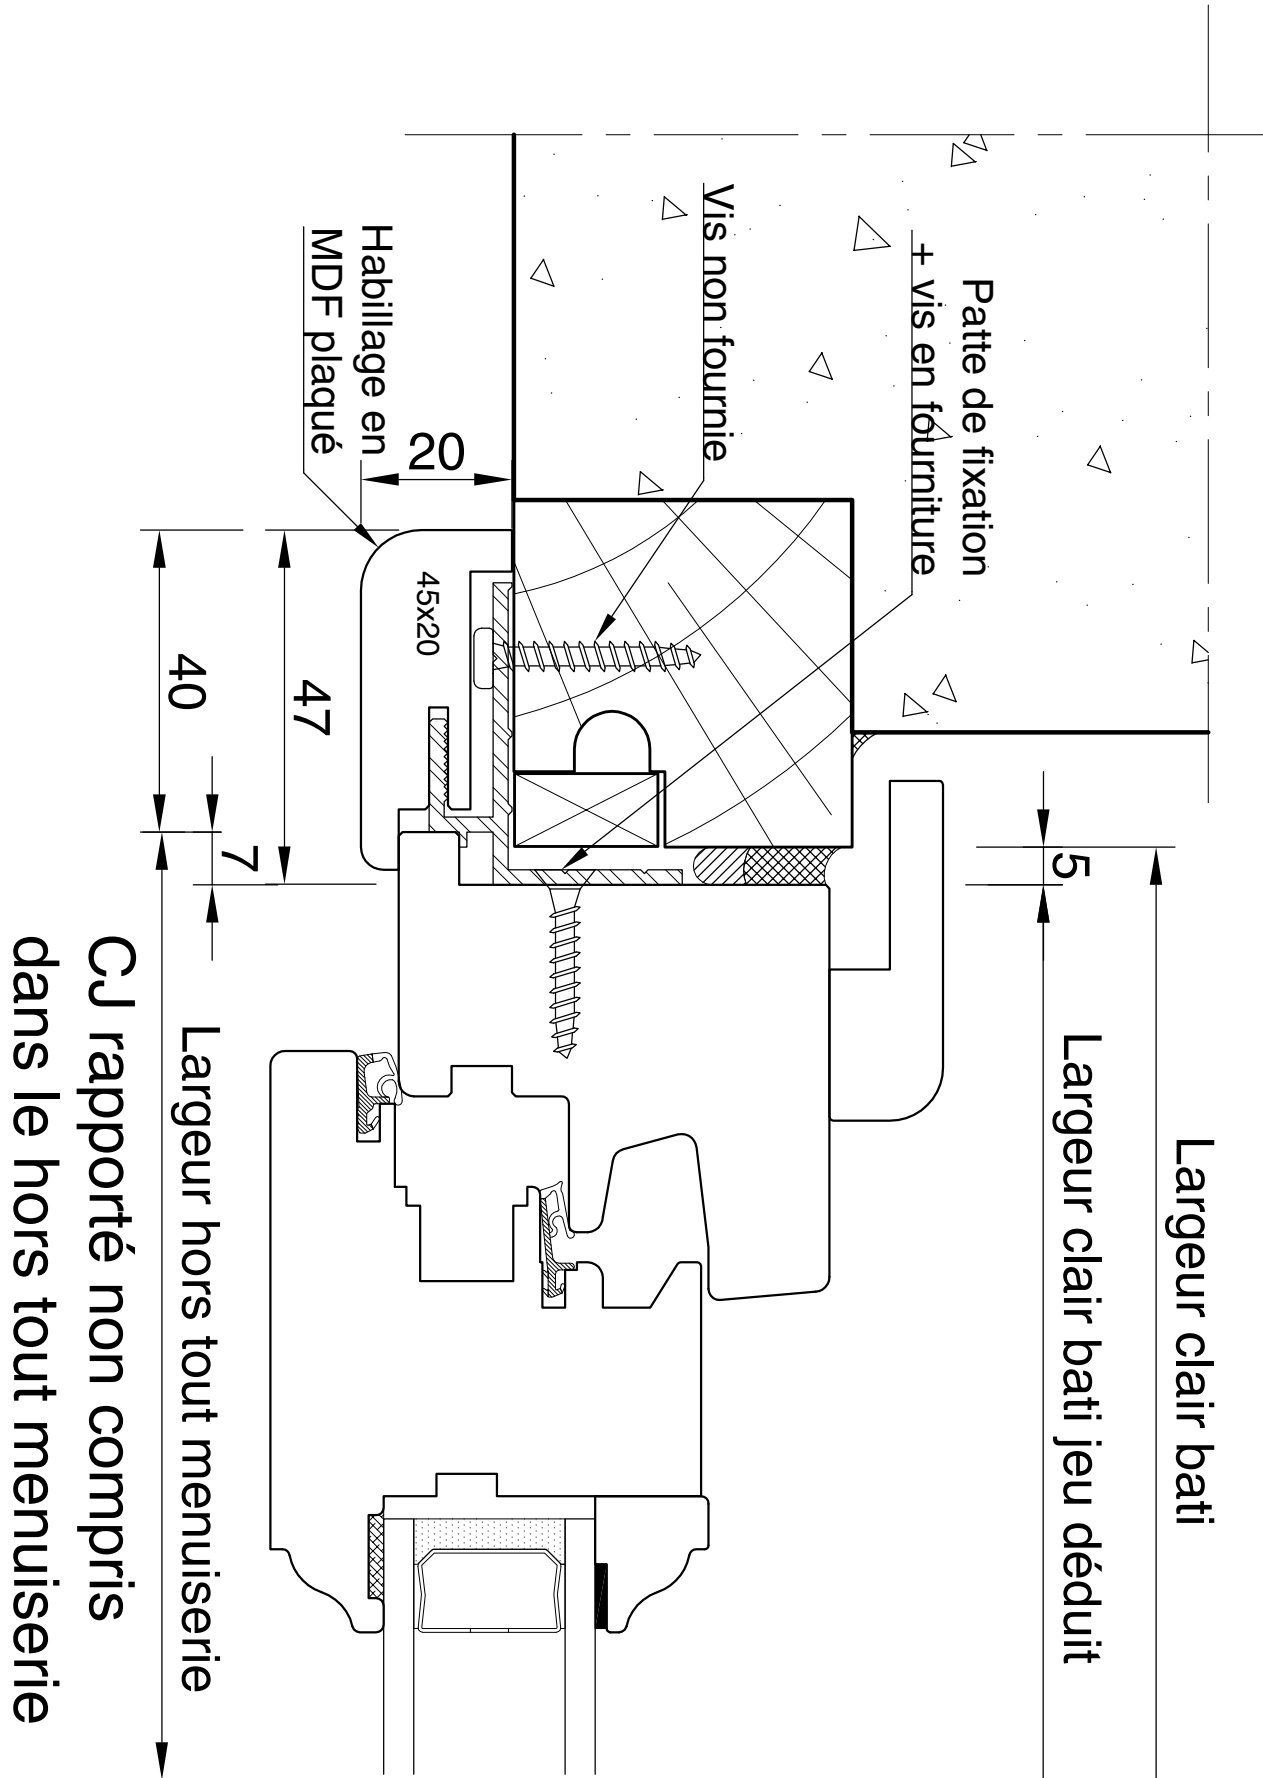 Largeur clair bati
Largeur clair bati jeu déduit
5
Patte de fixation
+ vis en fourniture
Vis non fournie
20
Habillage en
MDF plaqué
45x20
47
7
40
Largeur hors tout menuiserie
CJ rapporté non compris
dans le hors tout menuiserie